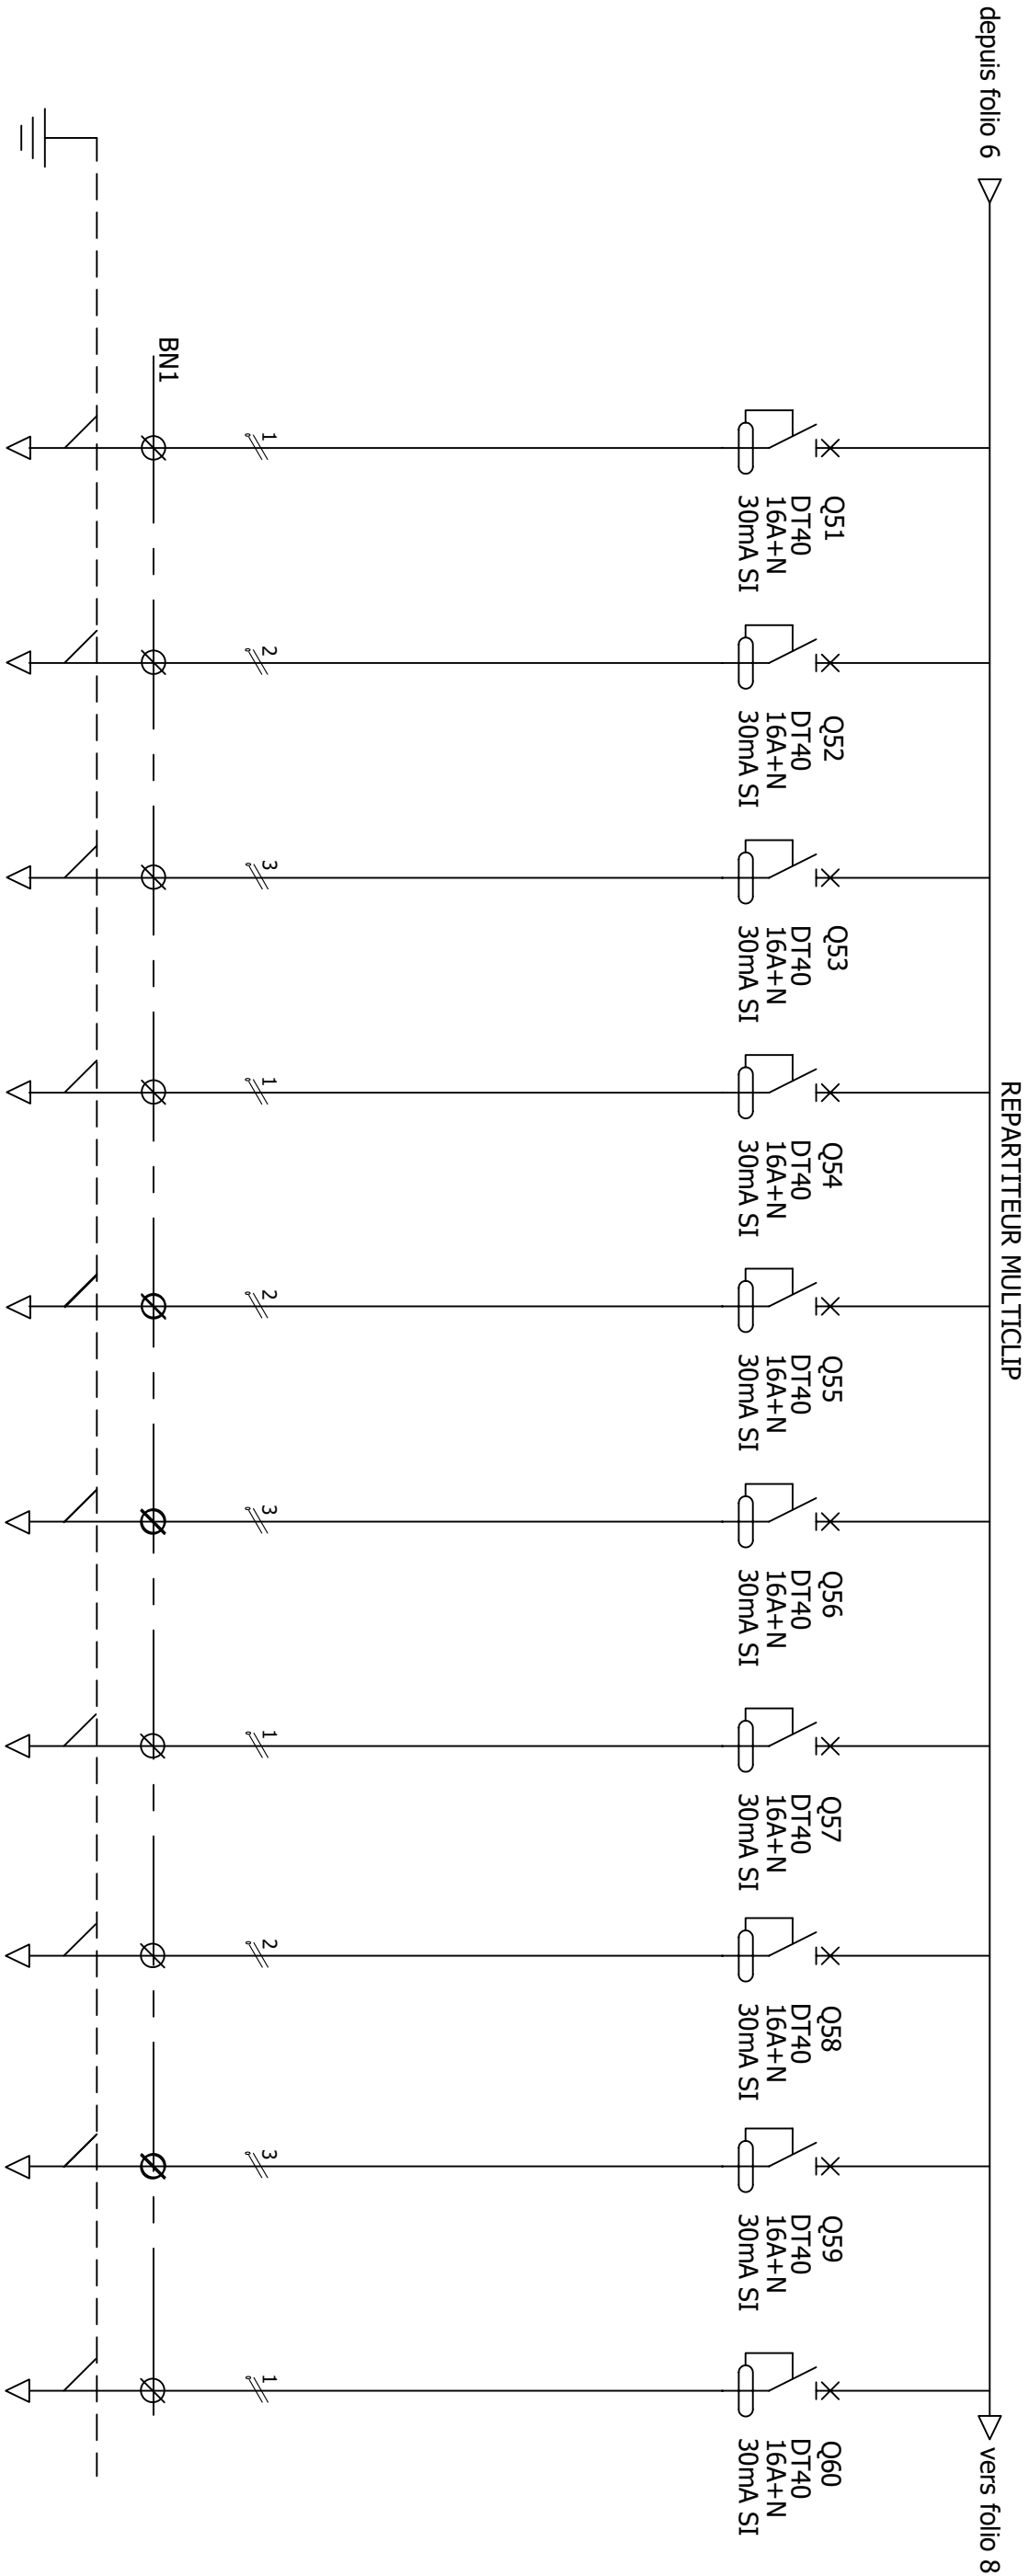 depuis folio 6
REPARTITEUR MULTICLIP
vers folio 8
Q51
DT40
16A+N
30mA SI
Q52
DT40
16A+N
30mA SI
Q53
DT40
16A+N
30mA SI
Q54
DT40
16A+N
30mA SI
Q55
DT40
16A+N
30mA SI
Q56
DT40
16A+N
30mA SI
Q57
DT40
16A+N
30mA SI
Q58
DT40
16A+N
30mA SI
Q59
DT40
16A+N
30mA SI
Q60
DT40
16A+N
30mA SI
1
2
3
1
2
3
1
2
3
1
BN1